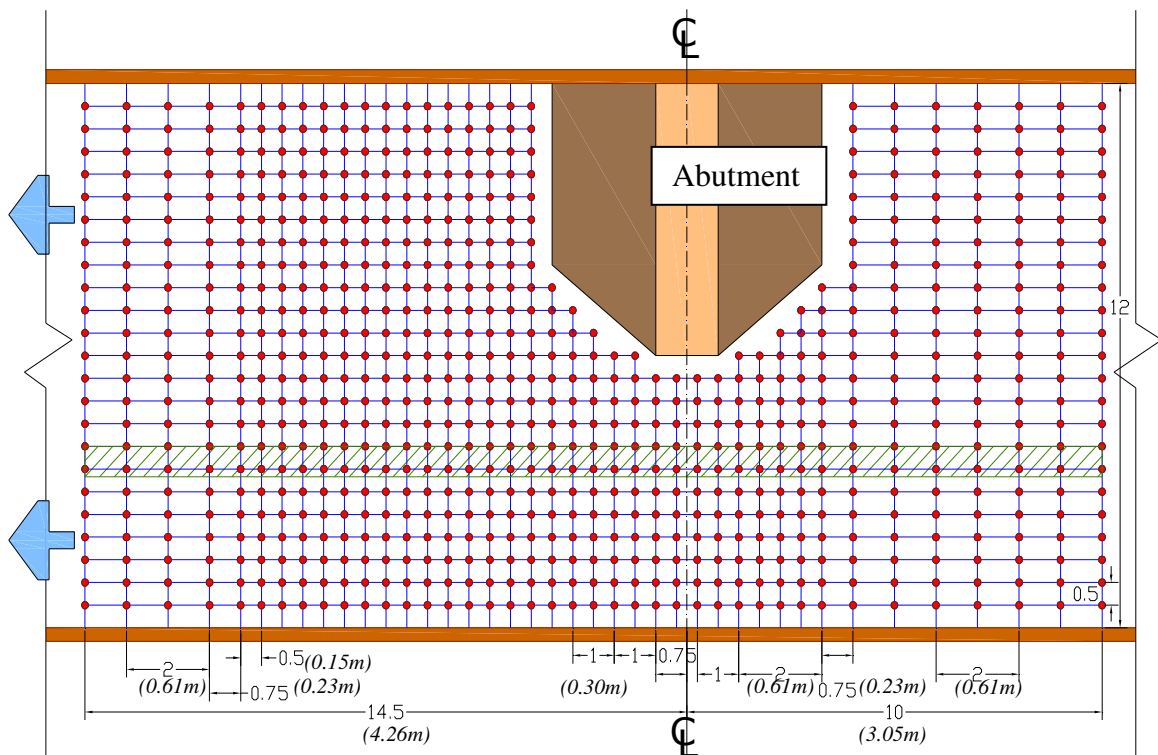 ℄
Abutment
12
0.5
0.5 (0.15m)
1
1
0.75
2
(0.61m)
0.75
(0.23m)
(0.30m)
1
2
(0.61m)
0.75
(0.23m)
2
(0.61m)
14.5
(4.26m)
10
(3.05m)
℄